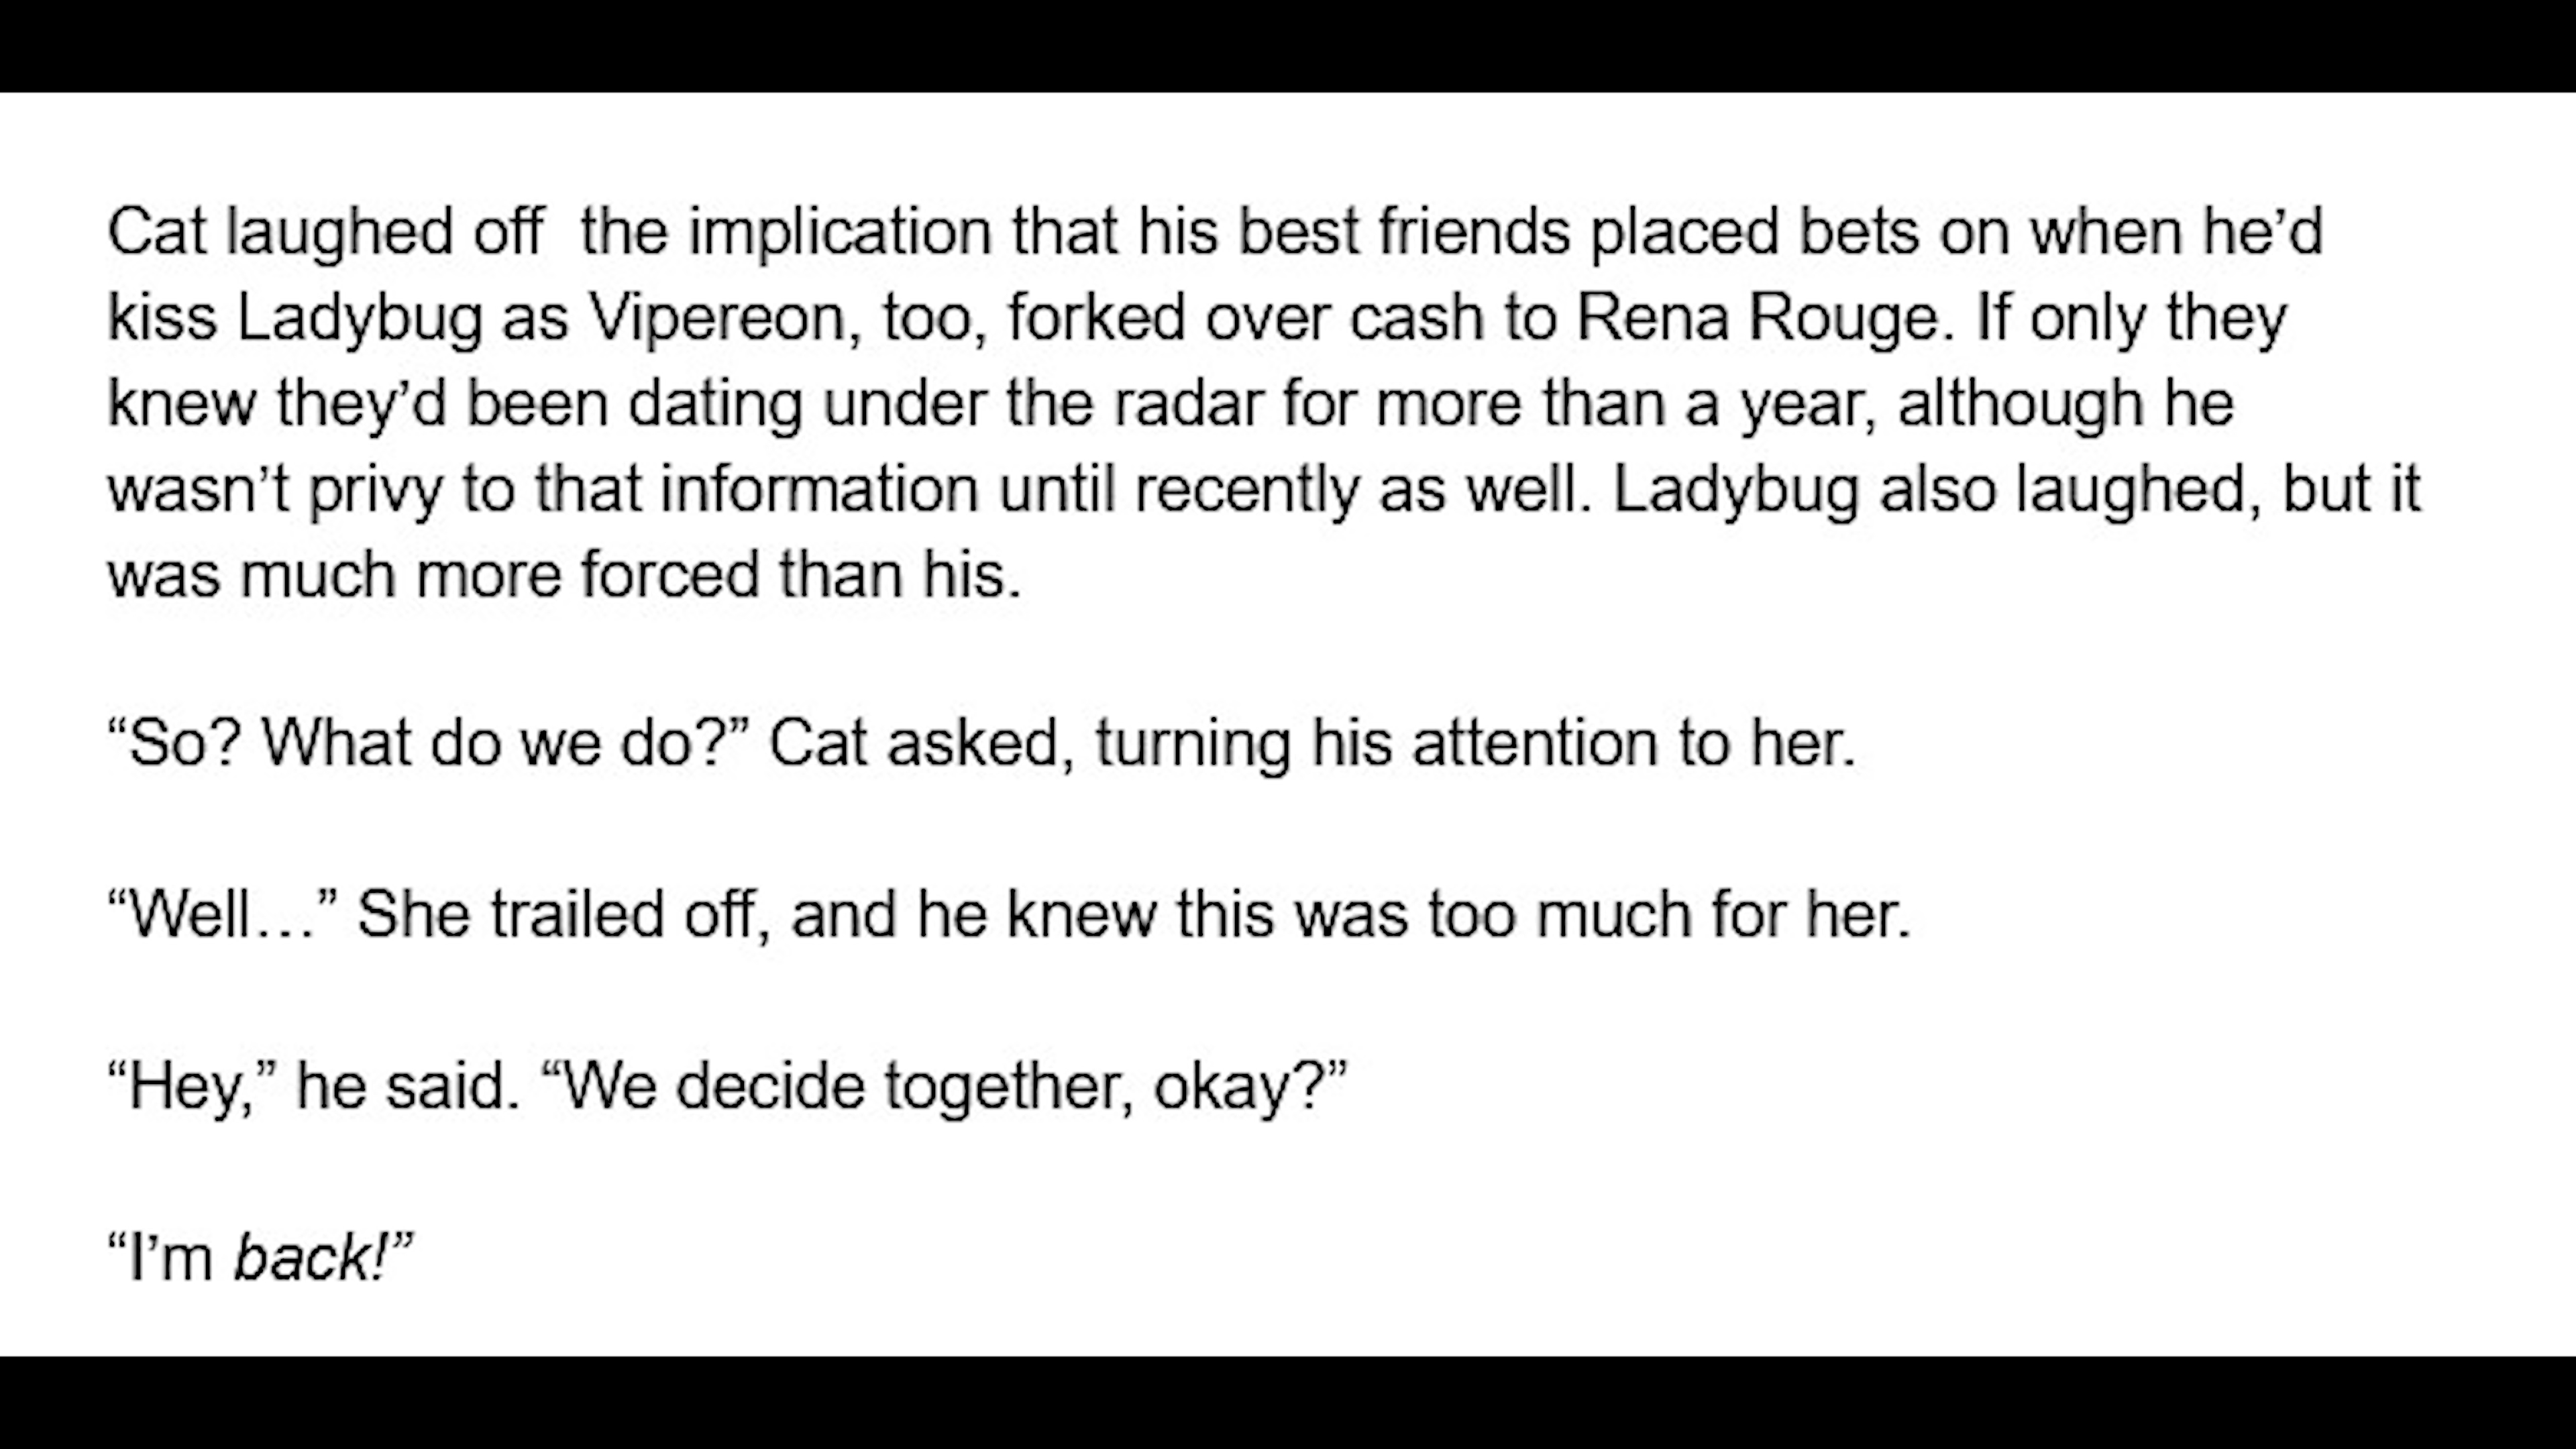 Cat laughed off  the implication that his best friends placed bets on when he’d
kiss Ladybug as Vipereon, too, forked over cash to Rena Rouge. If only they
knew they’d been dating under the radar for more than a year, although he
wasn’t privy to that information until recently as well. Ladybug also laughed, but it
was much more forced than his.
“So? What do we do?” Cat asked, turning his attention to her.
“Well…” She trailed off, and he knew this was too much for her.
“Hey,” he said. “We decide together, okay?”
“I’m back!”